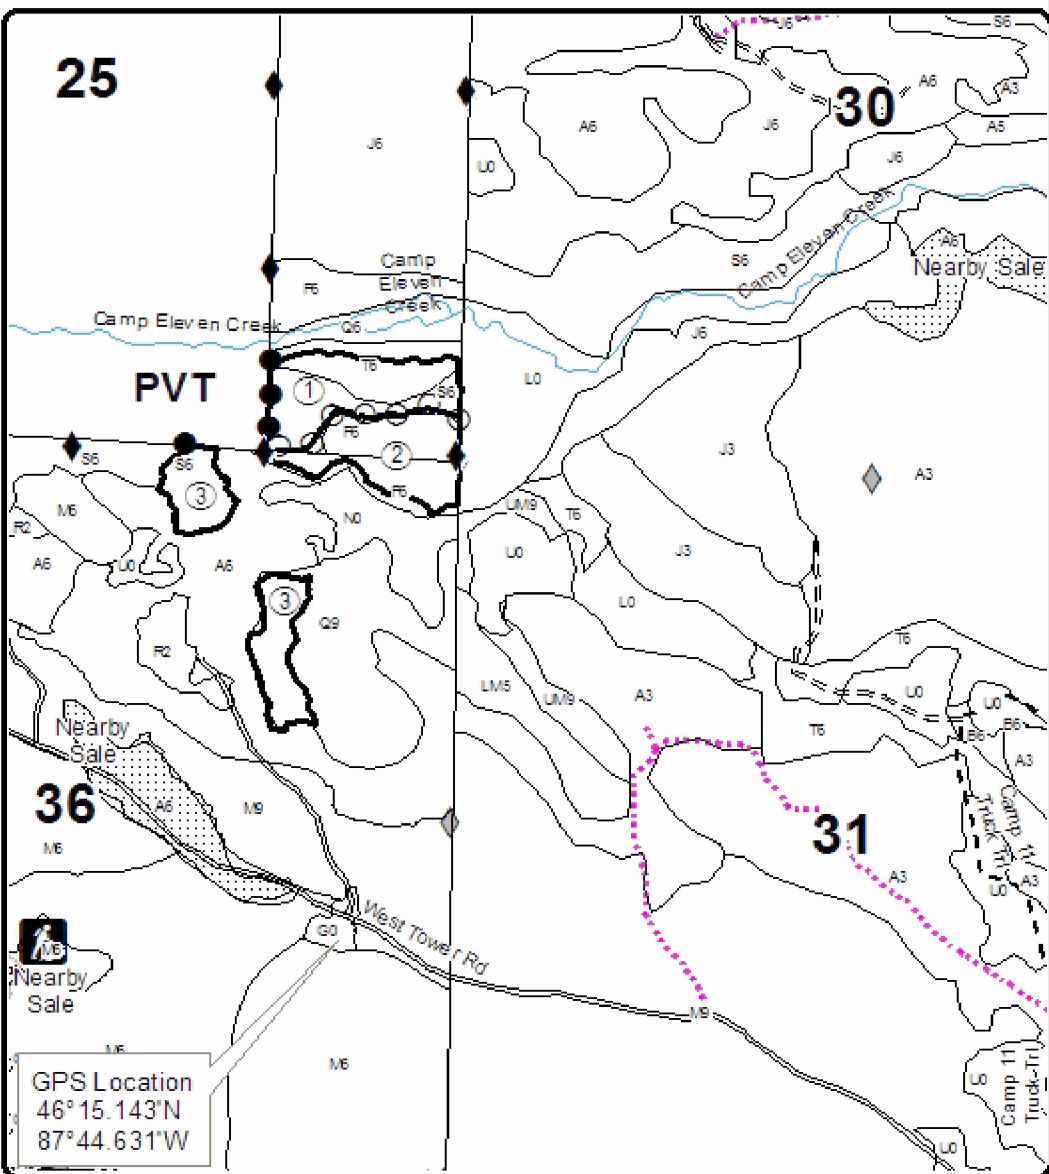 25
J6
S6
30
A6
A3
A6
J6
A5
U0
J6
Camp Eleven Creek
A6
Nearby Sale
S6
Camp
Eleven
Creek
F6
Camp Eleven Creek
Q6
J6
T6
L0
PVT
1
S6
F6
2
J3
A3
S6
S6
3
F6
M6
N0
UM9
T6
R2
A6
U0
A6
U0
J3
3
Q9
L0
R2
T6
LM5
UM9
A3
U0
U0
T6
B6
A3
Nearby
Sale
36
A6
M9
31
Camp 11
Truck Trl
M6
A3
A3
U0
West Tower Rd
G0
M6
Nearby
Sale
M9
M6
M6
U0
Camp 11
Truck-Trl
U0
GPS Location
46°15.143'N
87°44.631'W